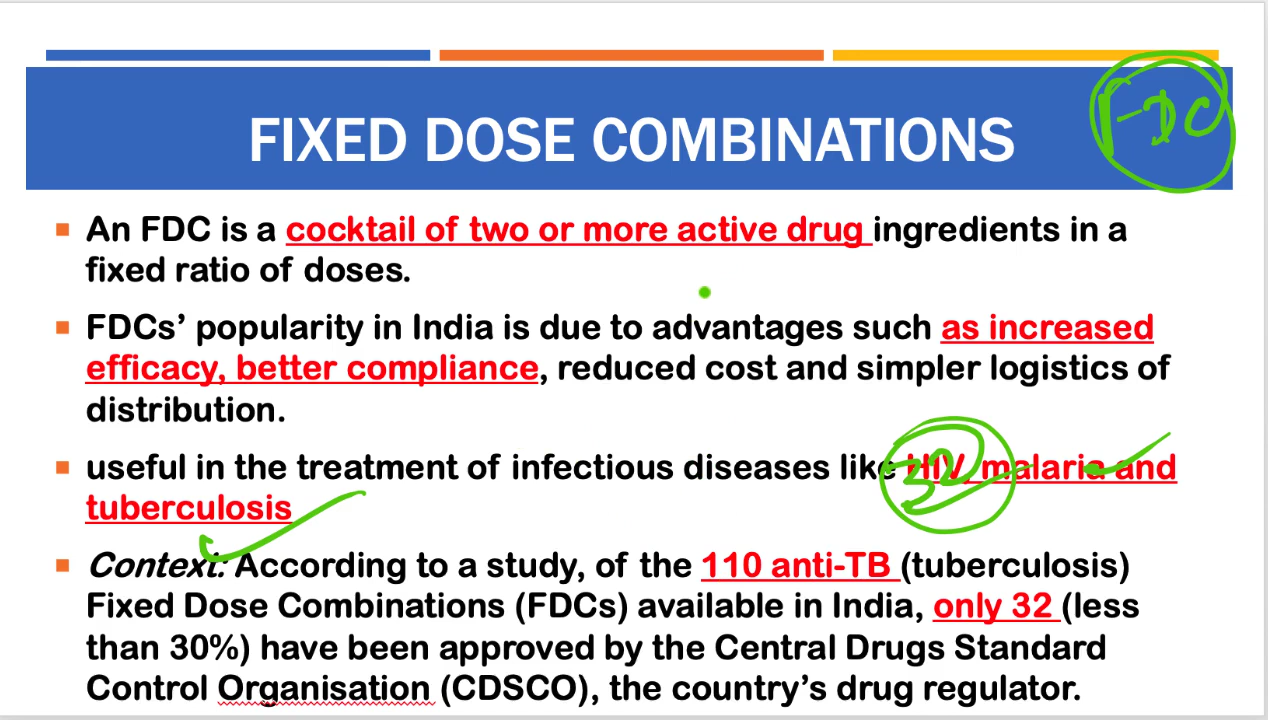 FIXED DOSE COMBINATIONS
FDC
An FDC is a cocktail of two or more active drug ingredients in a
fixed ratio of doses.
FDCs’ popularity in India is due to advantages such as increased
efficacy, better compliance, reduced cost and simpler logistics of
distribution.
useful in the treatment of infectious diseases like HIV, malaria and
32
tuberculosis
Context: According to a study, of the 110 anti-TB (tuberculosis)
Fixed Dose Combinations (FDCs) available in India, only 32 (less
than 30%) have been approved by the Central Drugs Standard
Control Organisation (CDSCO), the country’s drug regulator.